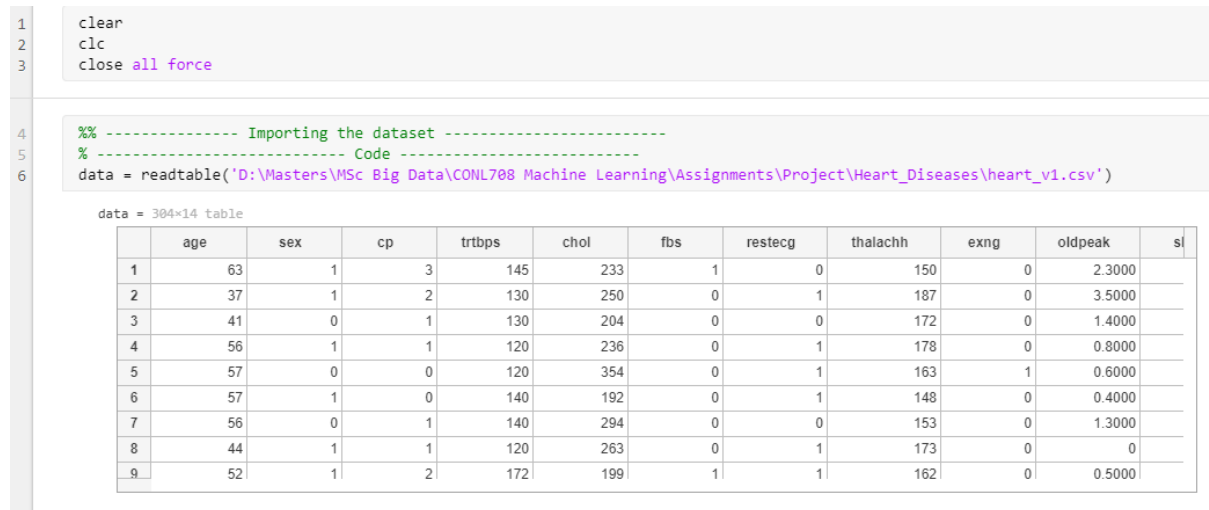 1 clear
2 clc
3 close all force
4 %% --------------- Importing the dataset -------------------------
5 % ---------------------------- Code ---------------------------
6 data = readtable('D:\Masters\MSc Big Data\CONL708 Machine Learning\Assignments\Project\Heart_Diseases\heart_v1.csv')
data = 304×14 table
age sex cp trtbps chol fbs restecg thalachh exng oldpeak sl
1 63 1 3 145 233 1 0 150 0 2.3000
2 37 1 2 130 250 0 1 187 0 3.5000
3 41 0 1 130 204 0 0 172 0 1.4000
4 56 1 1 120 236 0 1 178 0 0.8000
5 57 0 0 120 354 0 1 163 1 0.6000
6 57 1 0 140 192 0 1 148 0 0.4000
7 56 0 1 140 294 0 0 153 0 1.3000
8 44 1 1 120 263 0 1 173 0 0
9 52 1 2 172 199 1 1 162 0 0.5000